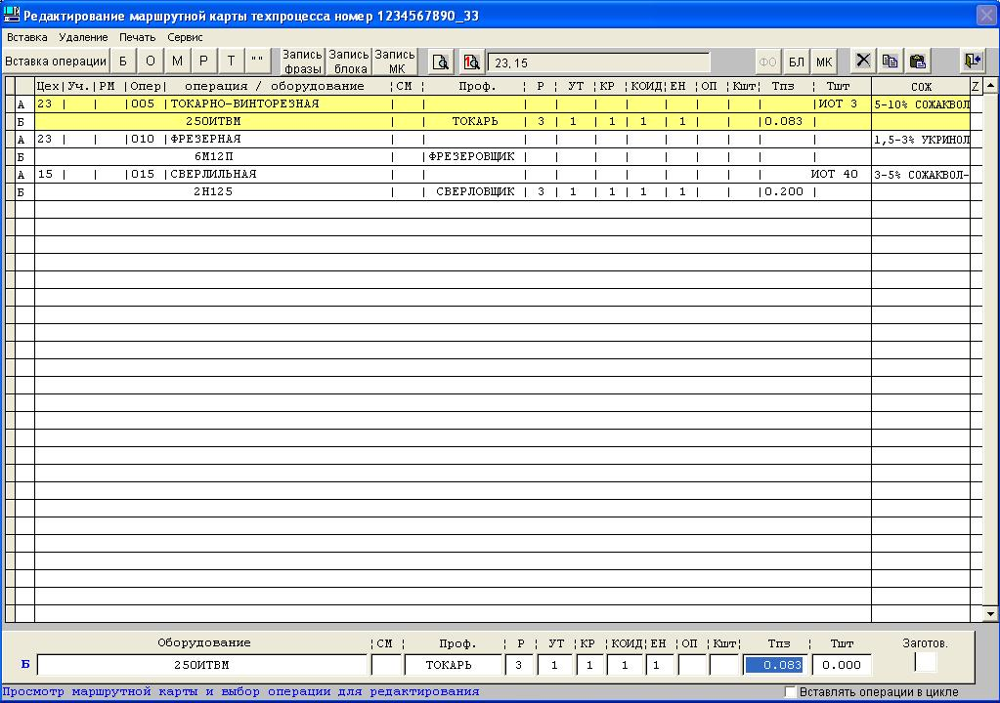 Редактирование маршрутной карты техпроцесса номер 1234567890_33
Вставка Удаление Печать Сервис
Вставка операции Б О М Р Т "" Запись фразы Запись блока Запись МК 23,15 ФО БЛ МК
Цех|Уч.|РМ |Опер| операция / оборудование ¦СМ ¦ Проф. ¦ Р ¦ УТ ¦КР ¦КОИД¦ЕН ¦ОП ¦Кшт¦ Тпз ¦ Тшт СОЖ Z
А 23 | | |005 |ТОКАРНО-ВИНТОРЕЗНАЯ | | | | | | | | | |ИОТ 3 5-10% СОЖАКВОЛ
Б 250ИТВМ | | ТОКАРЬ | 3 | 1 | 1 | 1 | 1 | | |0.083 |
А 23 | | |010 |ФРЕЗЕРНАЯ | | | | | | | | | | | 1,5-3% УКРИНОЛ
Б 6М12П | |ФРЕЗЕРОВЩИК | | | | | | | | |
А 15 | | |015 |СВЕРЛИЛЬНАЯ | | | | | | | | | | ИОТ 40 3-5% СОЖАКВОЛ-
Б 2Н125 | | СВЕРЛОВЩИК | 3 | 1 | 1 | 1 | 1 | | |0.200 |
Оборудование ¦СМ ¦ Проф. ¦ Р ¦ УТ ¦КР ¦КОИД¦ЕН ¦ОП ¦Кшт¦ Тпз ¦ Тшт Заготов.
Б 250ИТВМ ТОКАРЬ 3 1 1 1 1 0.083 0.000
Просмотр маршрутной карты и выбор операции для редактирования Вставлять операции в цикле